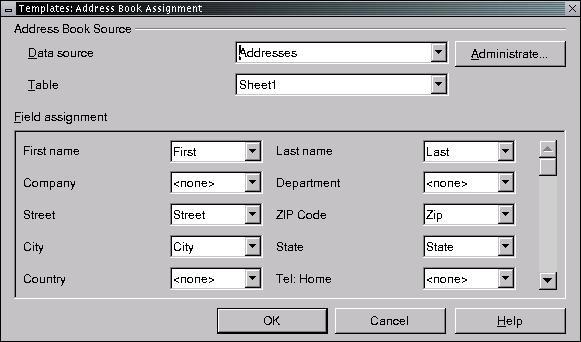 Templates: Address Book Assignment
Address Book Source
Data source Addresses Administrate...
Table Sheet1
Field assignment
First name First Last name Last
Company <none> Department <none>
Street Street ZIP Code Zip
City City State State
Country <none> Tel: Home <none>
OK Cancel Help